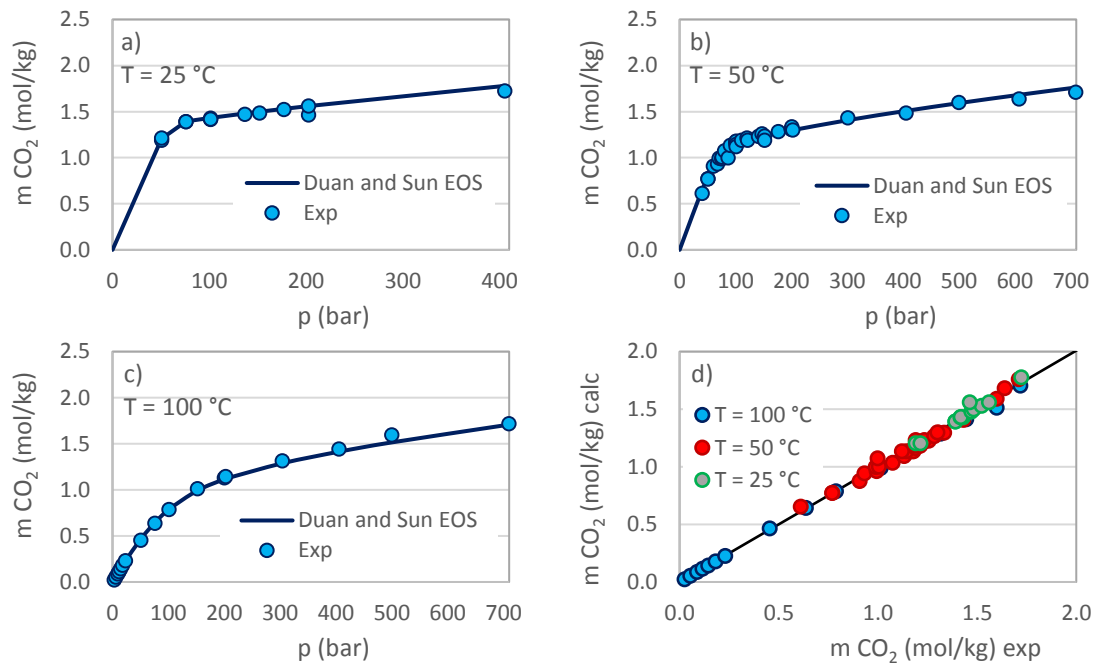 a)
T = 25 °C
m CO₂ (mol/kg)
2.5
2.0
1.5
1.0
0.5
0.0
Duan and Sun EOS
Exp
0 100 200 300 400
p (bar)
b)
T = 50 °C
m CO₂ (mol/kg)
2.5
2.0
1.5
1.0
0.5
0.0
Duan and Sun EOS
Exp
0 100 200 300 400 500 600 700
p (bar)
c)
T = 100 °C
m CO₂ (mol/kg)
2.5
2.0
1.5
1.0
0.5
0.0
Duan and Sun EOS
Exp
0 100 200 300 400 500 600 700
p (bar)
d)
m CO₂ (mol/kg) calc
2.0
1.5
1.0
0.5
0.0
T = 100 °C
T = 50 °C
T = 25 °C
0.0 0.5 1.0 1.5 2.0
m CO₂ (mol/kg) exp